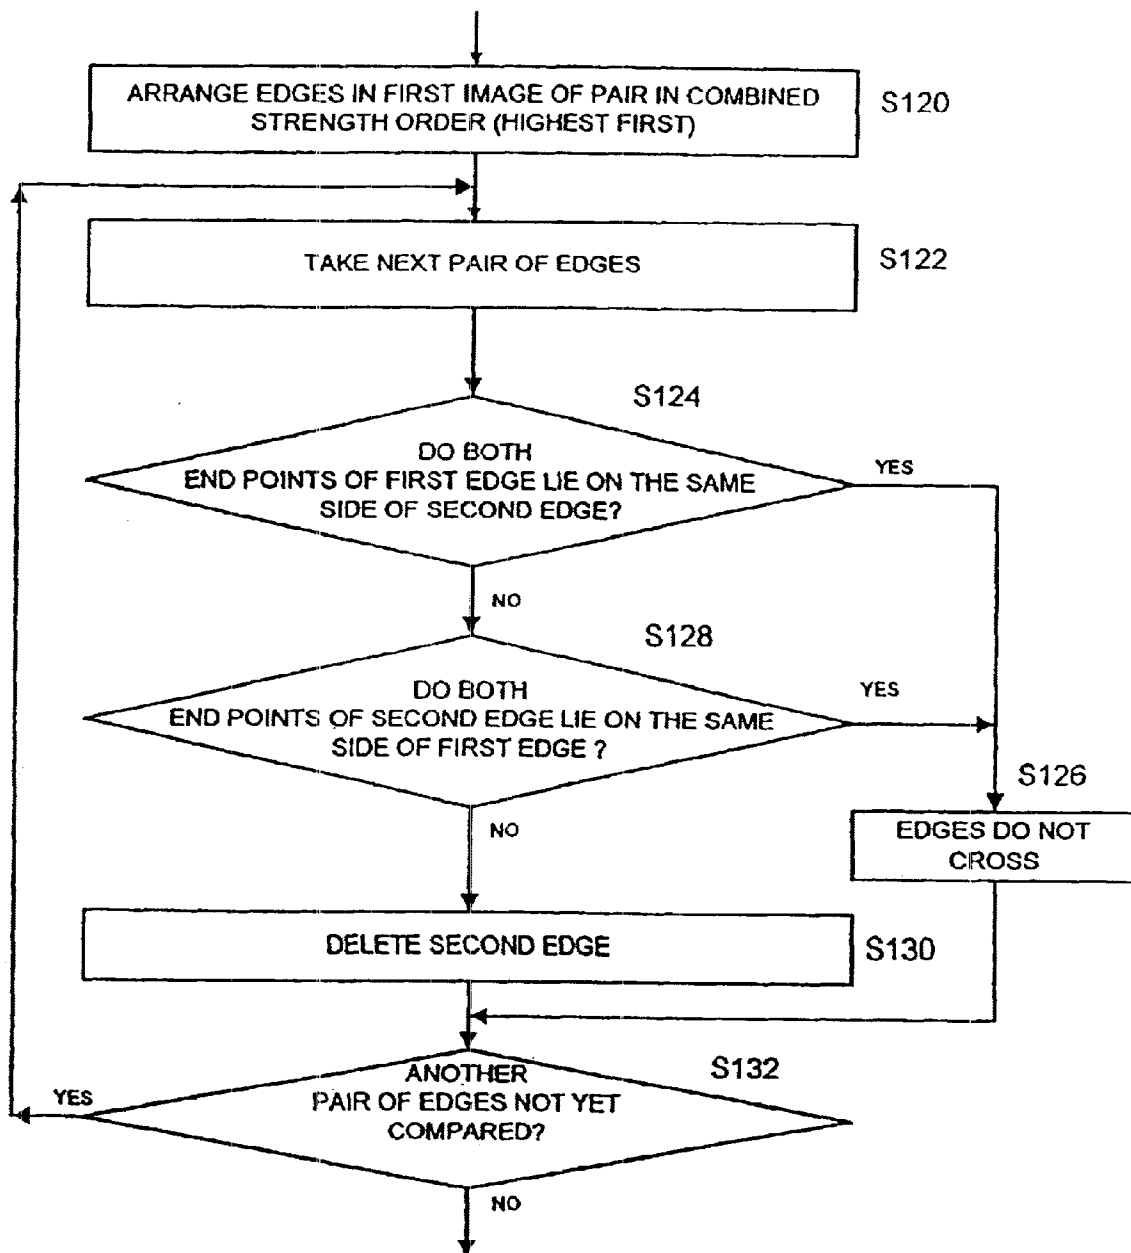 ARRANGE EDGES IN FIRST IMAGE OF PAIR IN COMBINED
STRENGTH ORDER (HIGHEST FIRST)
S120
TAKE NEXT PAIR OF EDGES
S122
S124
DO BOTH
END POINTS OF FIRST EDGE LIE ON THE SAME
SIDE OF SECOND EDGE?
YES
NO
S128
DO BOTH
END POINTS OF SECOND EDGE LIE ON THE SAME
SIDE OF FIRST EDGE ?
YES
NO
S126
EDGES DO NOT
CROSS
DELETE SECOND EDGE
S130
S132
ANOTHER
PAIR OF EDGES NOT YET
COMPARED?
YES
NO